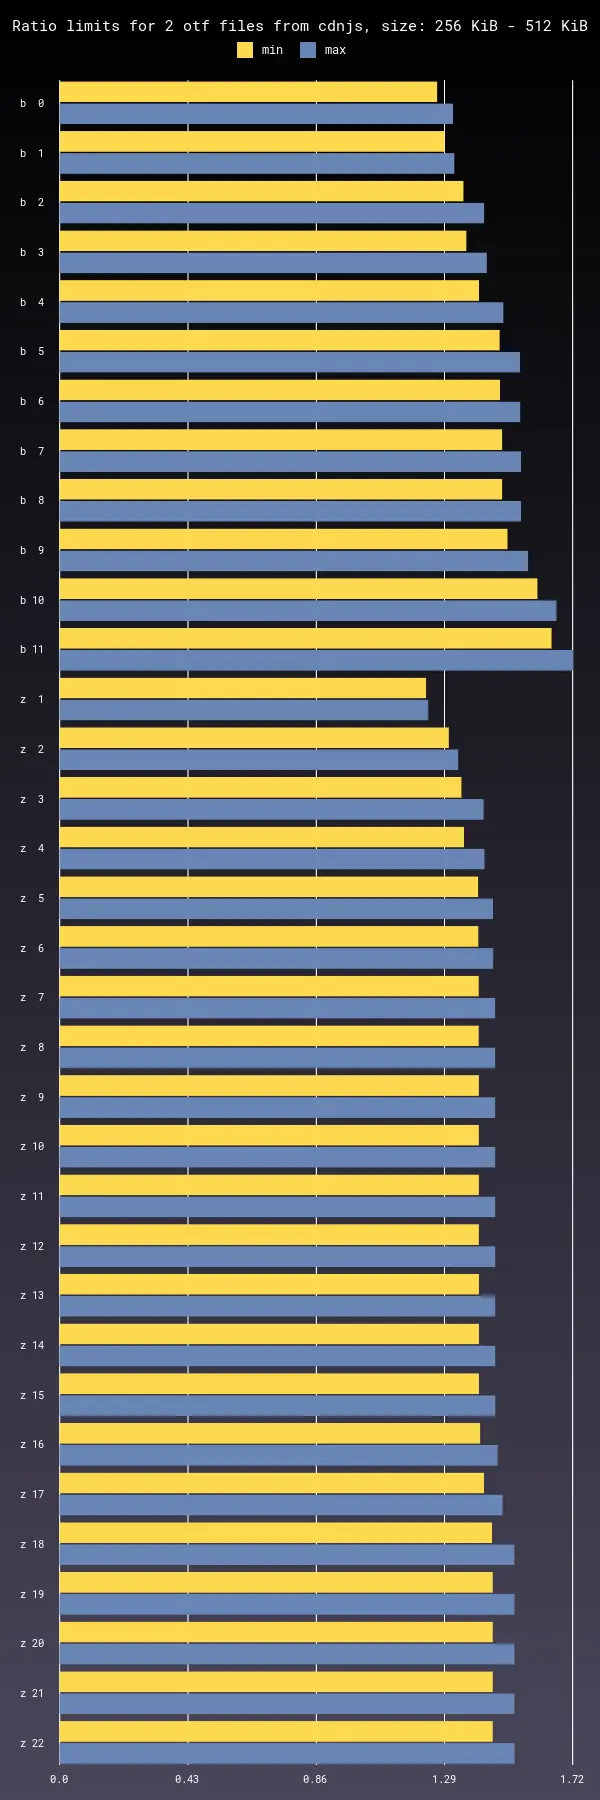 Ratio limits for 2 otf files from cdnjs, size: 256 KiB - 512 KiB
min max
b 0
b 1
b 2
b 3
b 4
b 5
b 6
b 7
b 8
b 9
b 10
b 11
z 1
z 2
z 3
z 4
z 5
z 6
z 7
z 8
z 9
z 10
z 11
z 12
z 13
z 14
z 15
z 16
z 17
z 18
z 19
z 20
z 21
z 22
0.0 0.43 0.86 1.29 1.72